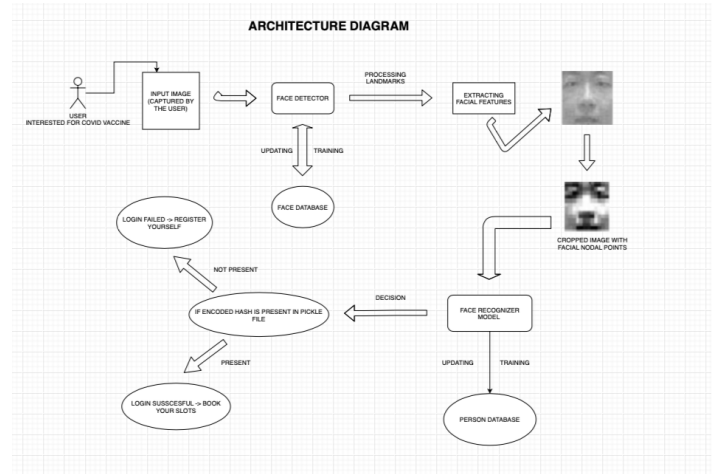 ARCHITECTURE DIAGRAM
USER
INTERESTED FOR COVID VACCINE
INPUT IMAGE
(CAPTURED BY
THE USER)
FACE DETECTOR
PROCESSING
LANDMARKS
EXTRACTING
FACIAL FEATURES
UPDATING
TRAINING
FACE DATABASE
CROPPED IMAGE WITH
FACIAL NODAL POINTS
LOGIN FAILED -> REGISTER
YOURSELF
NOT PRESENT
IF ENCODED HASH IS PRESENT IN PICKLE
FILE
DECISION
FACE RECOGNIZER
MODEL
PRESENT
UPDATING
TRAINING
LOGIN SUSSCESFUL -> BOOK
YOUR SLOTS
PERSON DATABASE